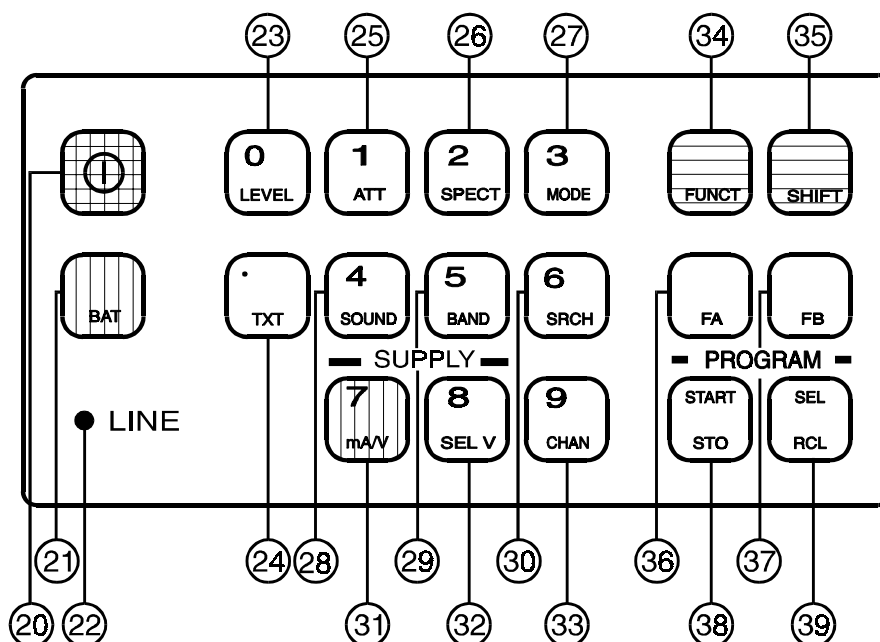 23 25 26 27 34 35
0 1 2 3
LEVEL ATT SPECT MODE FUNCT SHIFT
. 4 5 6
BAT TXT SOUND BAND SRCH FA FB
SUPPLY PROGRAM
7 8 9 START SEL
LINE mA/V SEL V CHAN STO RCL
21 24 28 29 30 36 37
20 22 31 32 33 38 39